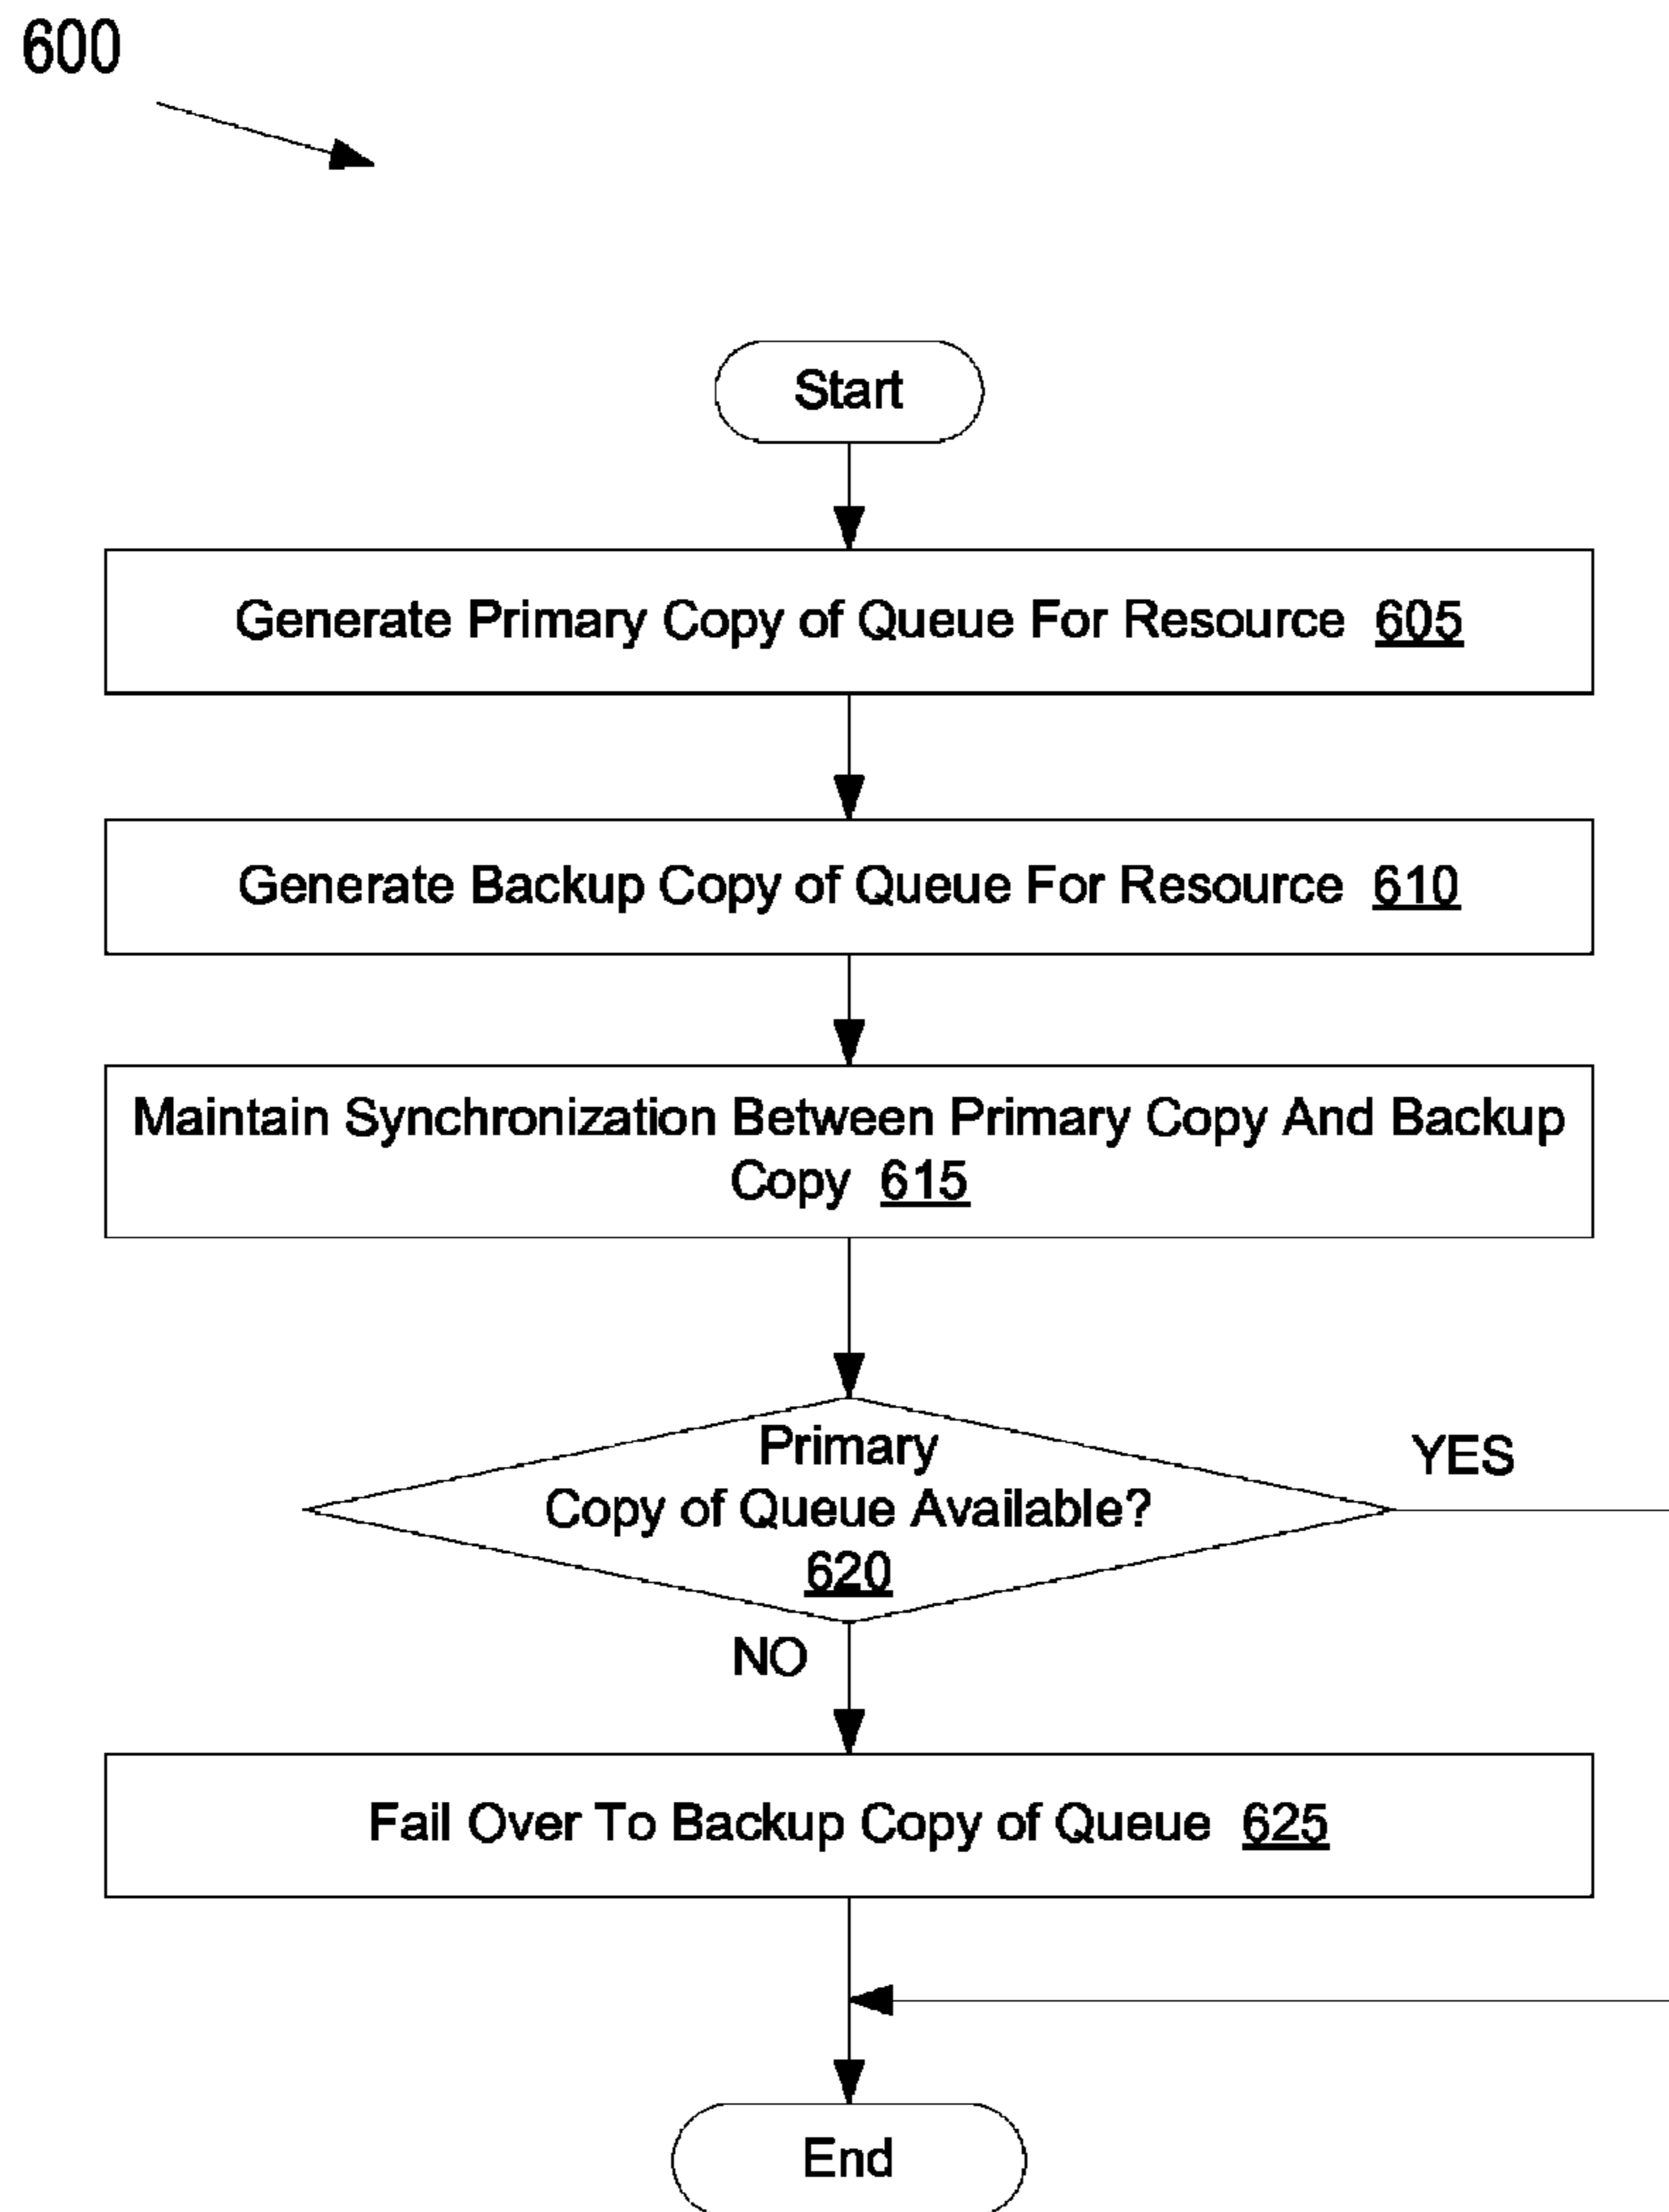 600
Start
Generate Primary Copy of Queue For Resource 605
Generate Backup Copy of Queue For Resource 610
Maintain Synchronization Between Primary Copy And Backup
Copy 615
Primary
Copy of Queue Available?
620
YES
NO
Fail Over To Backup Copy of Queue 625
End